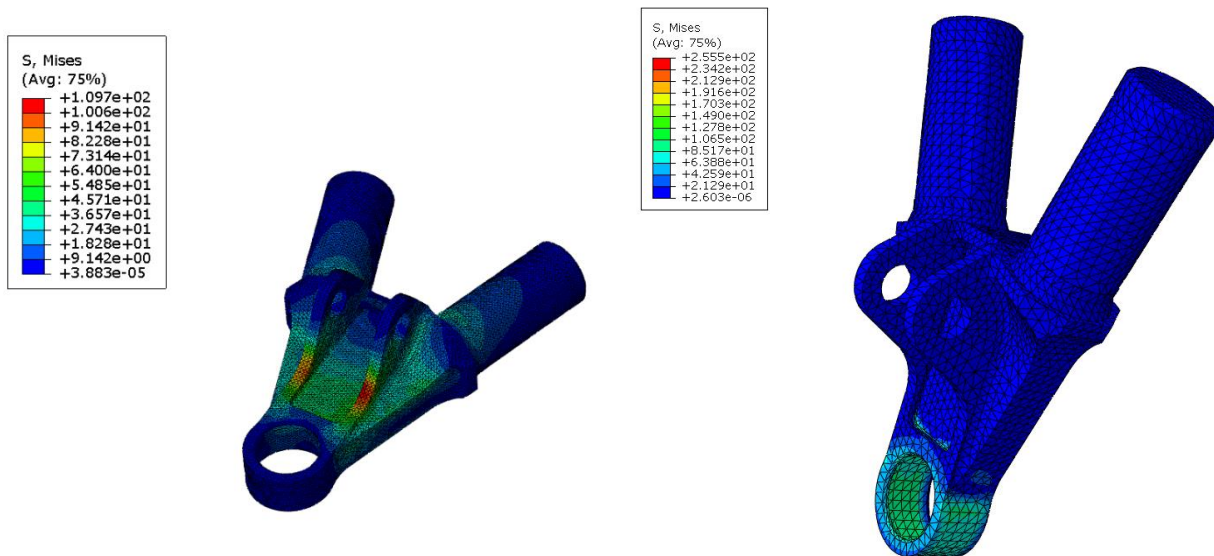 S, Mises
(Avg: 75%)
+1.097e+02
+1.006e+02
+9.142e+01
+8.228e+01
+7.314e+01
+6.400e+01
+5.485e+01
+4.571e+01
+3.657e+01
+2.743e+01
+1.828e+01
+9.142e+00
+3.883e-05
S, Mises
(Avg: 75%)
+2.555e+02
+2.342e+02
+2.129e+02
+1.916e+02
+1.703e+02
+1.490e+02
+1.278e+02
+1.065e+02
+8.517e+01
+6.388e+01
+4.259e+01
+2.129e+01
+2.603e-06